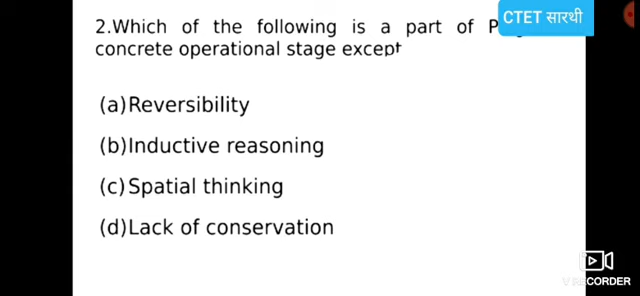 CTET सारथी
2.Which of the following is a part of
concrete operational stage except
(a)Reversibility
(b)Inductive reasoning
(c)Spatial thinking
(d)Lack of conservation
V RECORDER